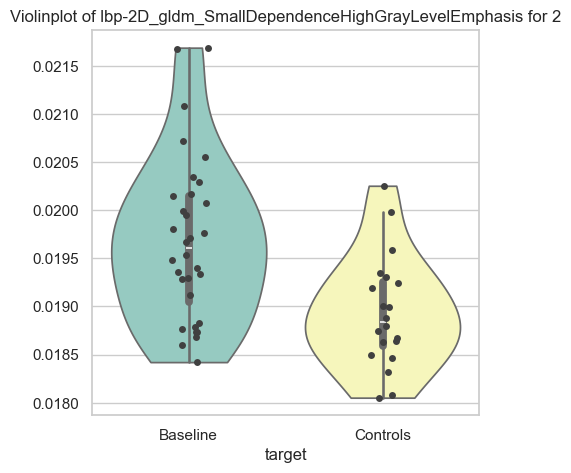 Violinplot of lbp-2D_gldm_SmallDependenceHighGrayLevelEmphasis for 2
0.0215
0.0210
0.0205
0.0200
0.0195
0.0190
0.0185
0.0180
Baseline
Controls
target